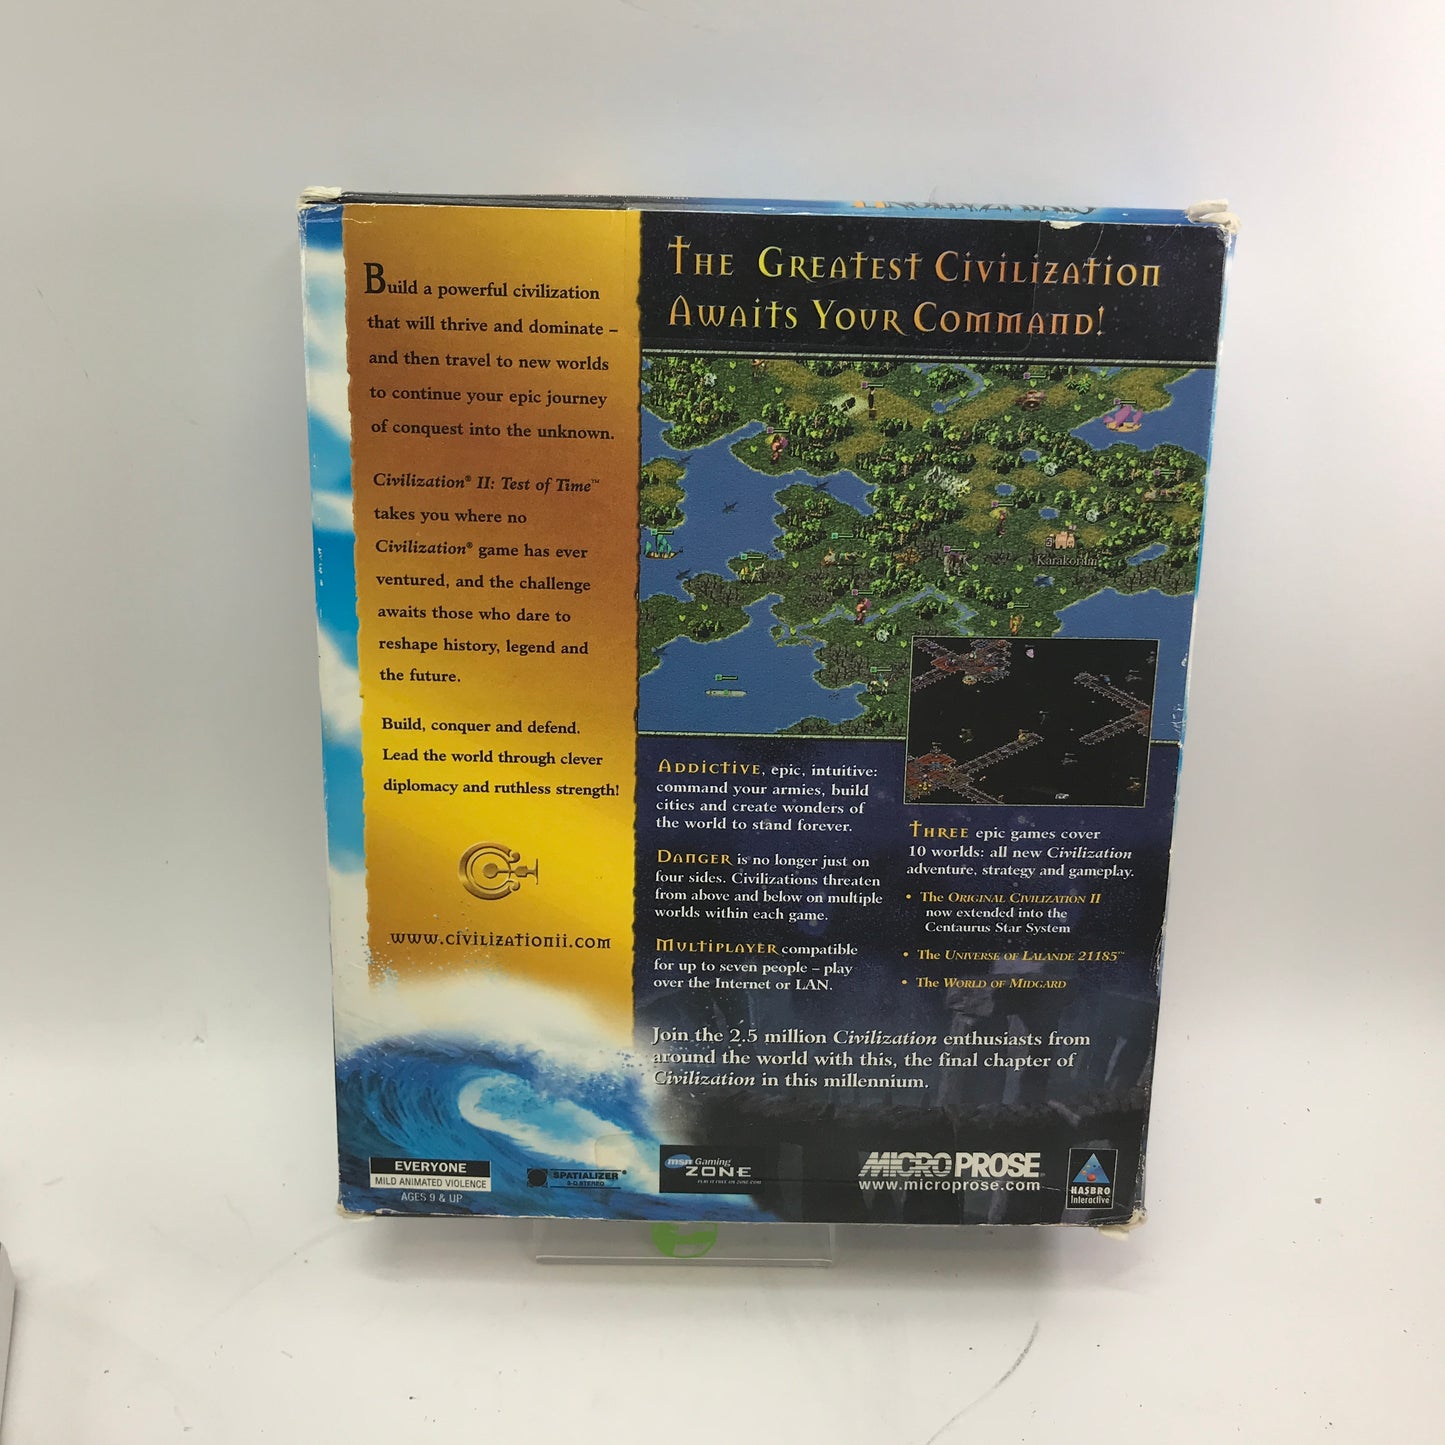 CIVILIZATION II
Build a powerful civilization
that will thrive and dominate –
and then travel to new worlds
to continue your epic journey
of conquest into the unknown.
Civilization® II: Test of Time™
takes you where no
Civilization® game has ever
ventured, and the challenge
awaits those who dare to
reshape history, legend and
the future.
Build, conquer and defend.
Lead the world through clever
diplomacy and ruthless strength!
www.civilizationii.com
EVERYONE
MILD ANIMATED VIOLENCE
AGES 9 & UP
SPATIALIZER®
3-D STEREO
The Greatest Civilization
Awaits Your Command!
Karakorum
Addictive, epic, intuitive:
command your armies, build
cities and create wonders of
the world to stand forever.
Danger is no longer just on
four sides. Civilizations threaten
from above and below on multiple
worlds within each game.
Multiplayer compatible
for up to seven people – play
over the Internet or LAN.
Three epic games cover
10 worlds: all new Civilization
adventure, strategy and gameplay.
• The Original Civilization II
now extended into the
Centaurus Star System
• The Universe of Lalande 21185™
• The World of Midgard
Join the 2.5 million Civilization enthusiasts from
around the world with this, the final chapter of
Civilization in this millennium.
msn Gaming
ZONE
PLAY IT FREE ON ZONE.COM
MICROPROSE
www.microprose.com
HASBRO
Interactive